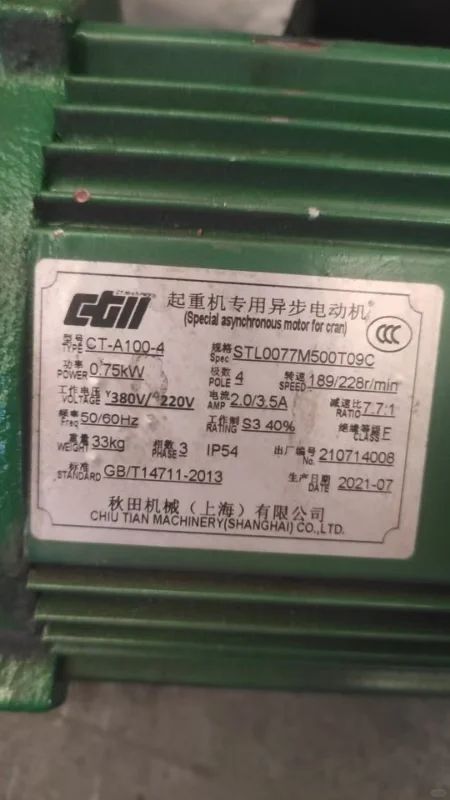 CTII 起重机专用异步电动机
(Special asynchronous motor for cran)
型号 TYPE CT-A100-4 规格 Spec STL0077M500T09C
功率 POWER 0.75kW 极数 POLE 4 转速 SPEED 189/228r/min
工作电压 VOLTAGE Y380V/ 220V 电流 AMP 2.0/3.5A 减速比 RATIO 7.7:1
频率 Freq 50/60Hz 工作制 RATING S3 40% 绝缘等级 CLASS F
重量 WEIGHT 33kg 相数 PHASE 3 IP54 出厂编号 No. 210714008
标准 STANDARD GB/T14711-2013 生产日期 DATE 2021-07
秋田机械（上海）有限公司
CHIU TIAN MACHINERY(SHANGHAI) CO.,LTD.